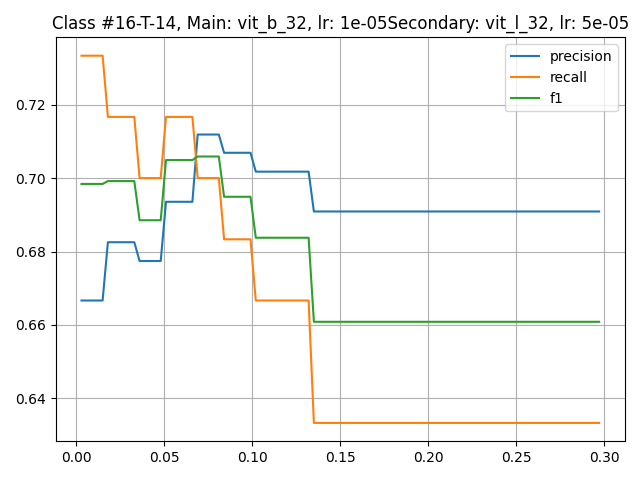 Class #16-T-14, Main: vit_b_32, lr: 1e-05Secondary: vit_l_32, lr: 5e-05
precision
recall
f1
0.72
0.70
0.68
0.66
0.64
0.00 0.05 0.10 0.15 0.20 0.25 0.30